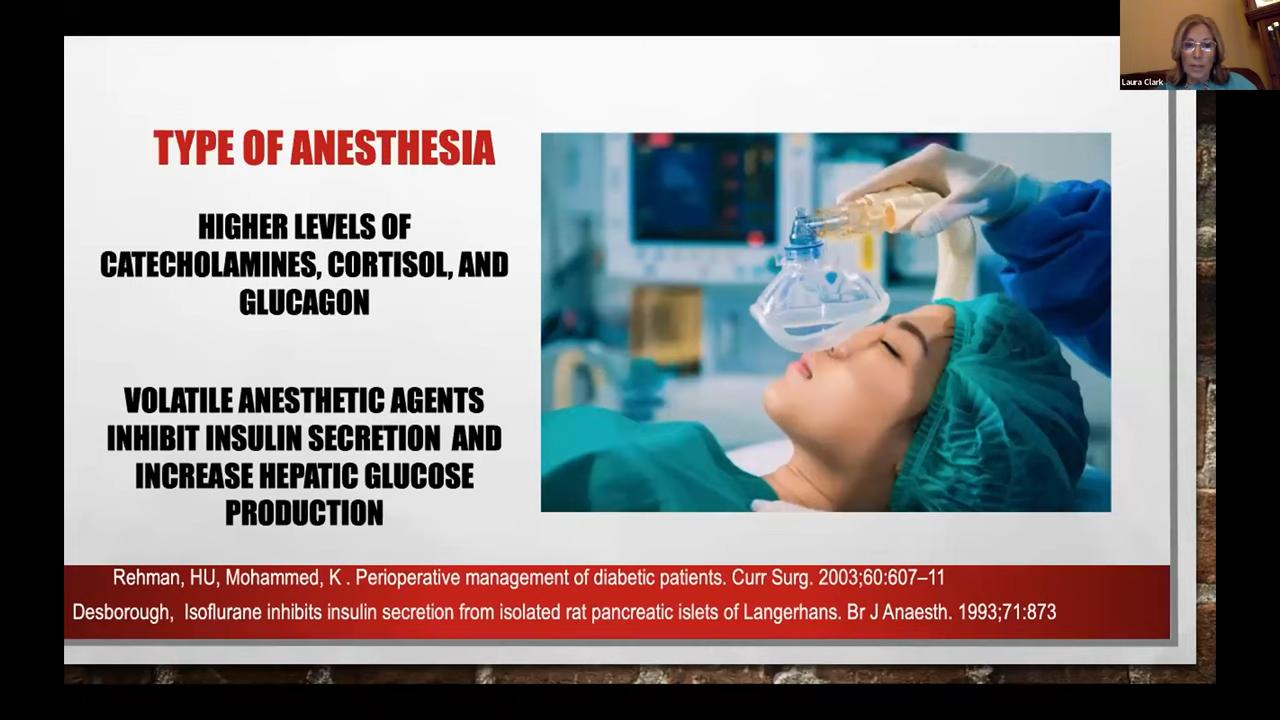 Laura Clark
TYPE OF ANESTHESIA
HIGHER LEVELS OF
CATECHOLAMINES, CORTISOL, AND
GLUCAGON
VOLATILE ANESTHETIC AGENTS
INHIBIT INSULIN SECRETION AND
INCREASE HEPATIC GLUCOSE
PRODUCTION
Rehman, HU, Mohammed, K . Perioperative management of diabetic patients. Curr Surg. 2003;60:607–11
Desborough, Isoflurane inhibits insulin secretion from isolated rat pancreatic islets of Langerhans. Br J Anaesth. 1993;71:873